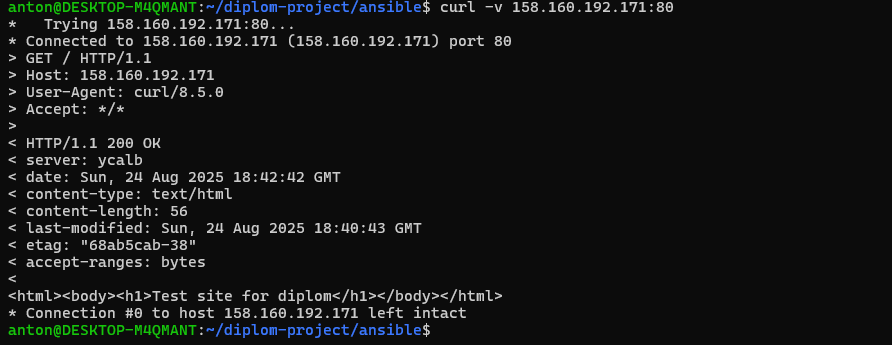 anton@DESKTOP-M4QMANT:~/diplom-project/ansible$ curl -v 158.160.192.171:80
*   Trying 158.160.192.171:80...
* Connected to 158.160.192.171 (158.160.192.171) port 80
> GET / HTTP/1.1
> Host: 158.160.192.171
> User-Agent: curl/8.5.0
> Accept: */*
>
< HTTP/1.1 200 OK
< server: ycalb
< date: Sun, 24 Aug 2025 18:42:42 GMT
< content-type: text/html
< content-length: 56
< last-modified: Sun, 24 Aug 2025 18:40:43 GMT
< etag: "68ab5cab-38"
< accept-ranges: bytes
<
<html><body><h1>Test site for diplom</h1></body></html>
* Connection #0 to host 158.160.192.171 left intact
anton@DESKTOP-M4QMANT:~/diplom-project/ansible$